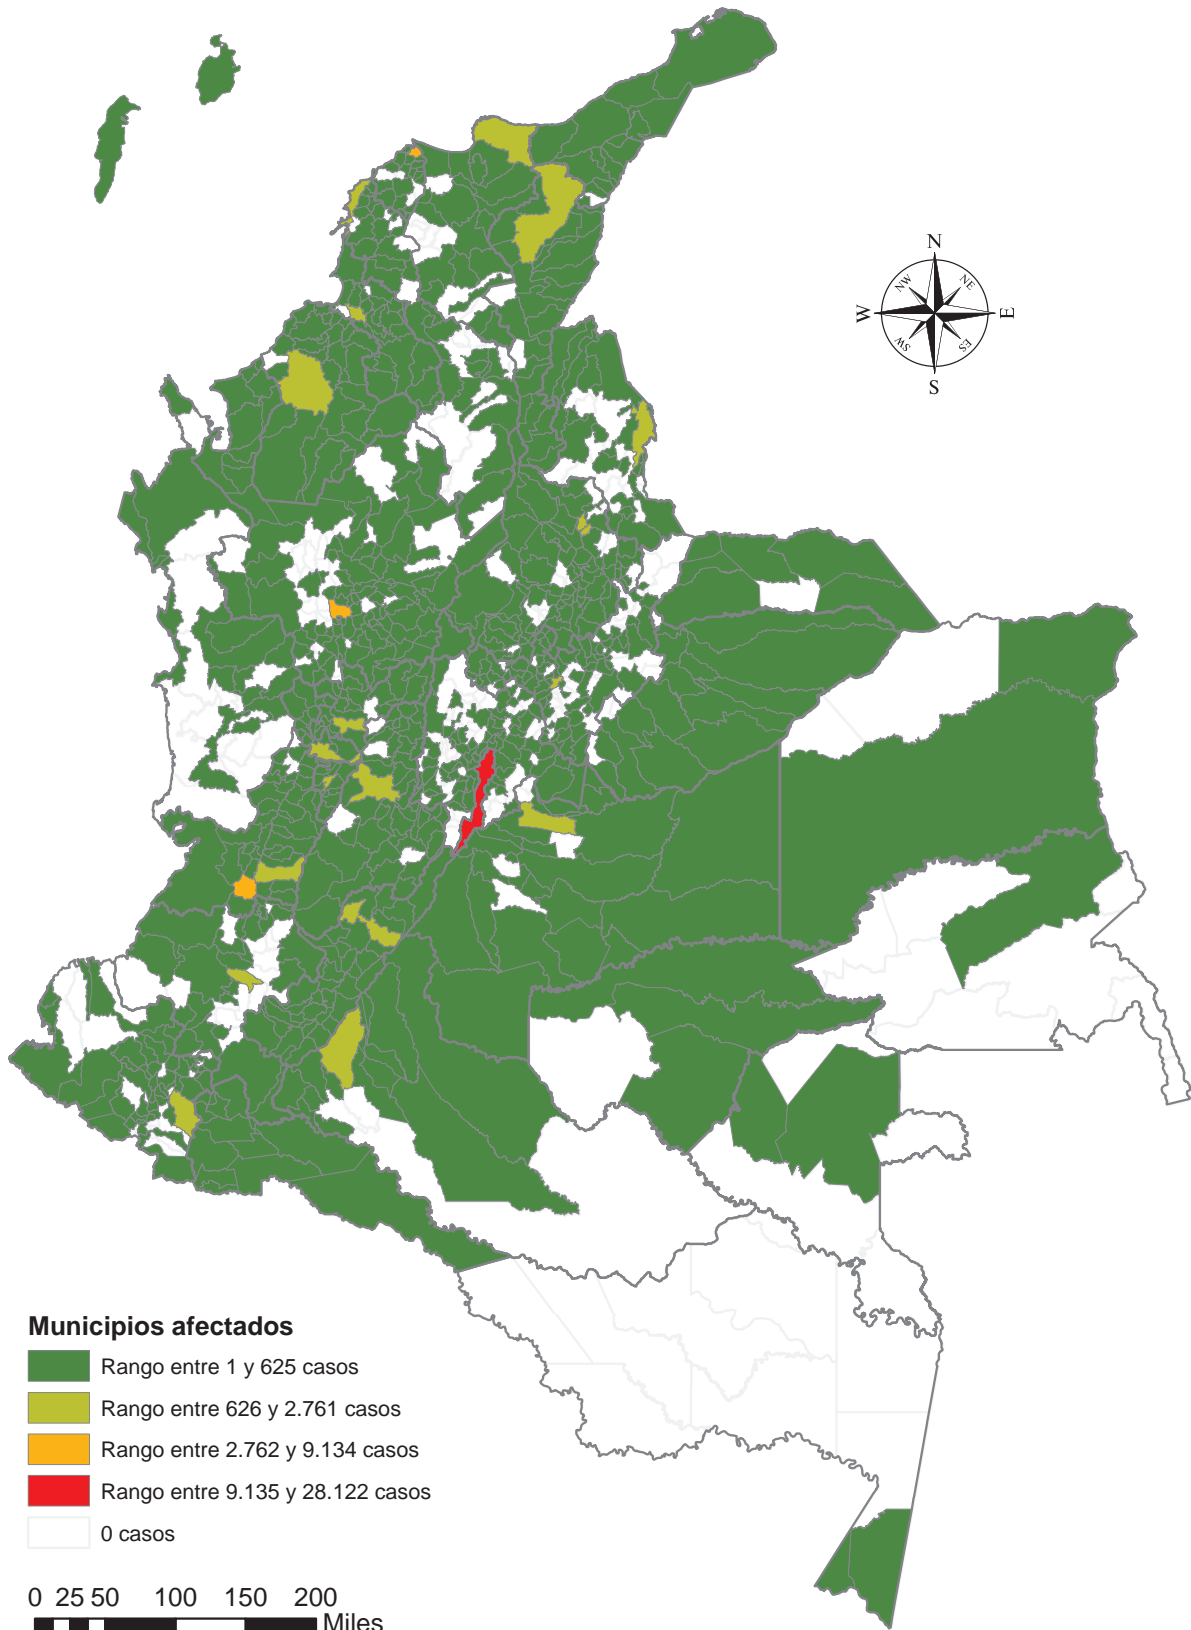 N
NW
NE
W
E
SW
ES
S
Municipios afectados
Rango entre 1 y 625 casos
Rango entre 626 y 2.761 casos
Rango entre 2.762 y 9.134 casos
Rango entre 9.135 y 28.122 casos
0 casos
0 25 50 100 150 200
Miles